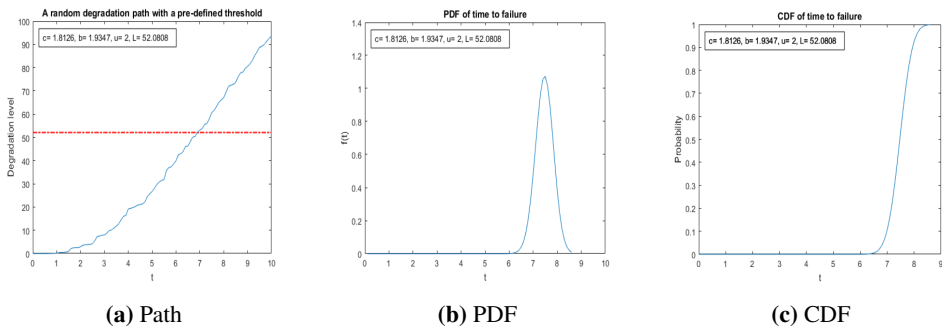 A random degradation path with a pre-defined threshold
c= 1.8126, b= 1.9347, u= 2, L= 52.0808
Degradation level
100
90
80
70
60
50
40
30
20
10
0
0 1 2 3 4 5 6 7 8 9 10
t
(a) Path
PDF of time to failure
c= 1.8126, b= 1.9347, u= 2, L= 52.0808
f(t)
1.4
1.2
1
0.8
0.6
0.4
0.2
0
0 1 2 3 4 5 6 7 8 9 10
t
(b) PDF
CDF of time to failure
c= 1.8126, b= 1.9347, u= 2, L= 52.0808
Probability
1
0.9
0.8
0.7
0.6
0.5
0.4
0.3
0.2
0.1
0
0 1 2 3 4 5 6 7 8 9
t
(c) CDF